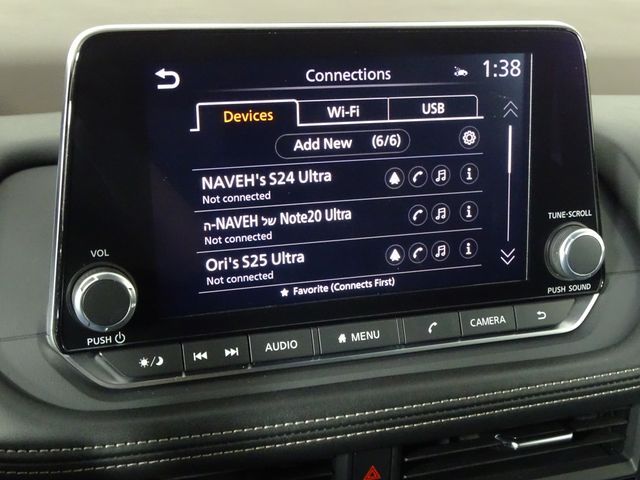 Connections 1:38
Devices Wi-Fi USB
Add New (6/6)
NAVEH's S24 Ultra
Not connected
ה-NAVEH של Note20 Ultra
Not connected
Ori's S25 Ultra
Not connected
★ Favorite (Connects First)
VOL
PUSH
TUNE·SCROLL
PUSH SOUND
AUDIO MENU CAMERA